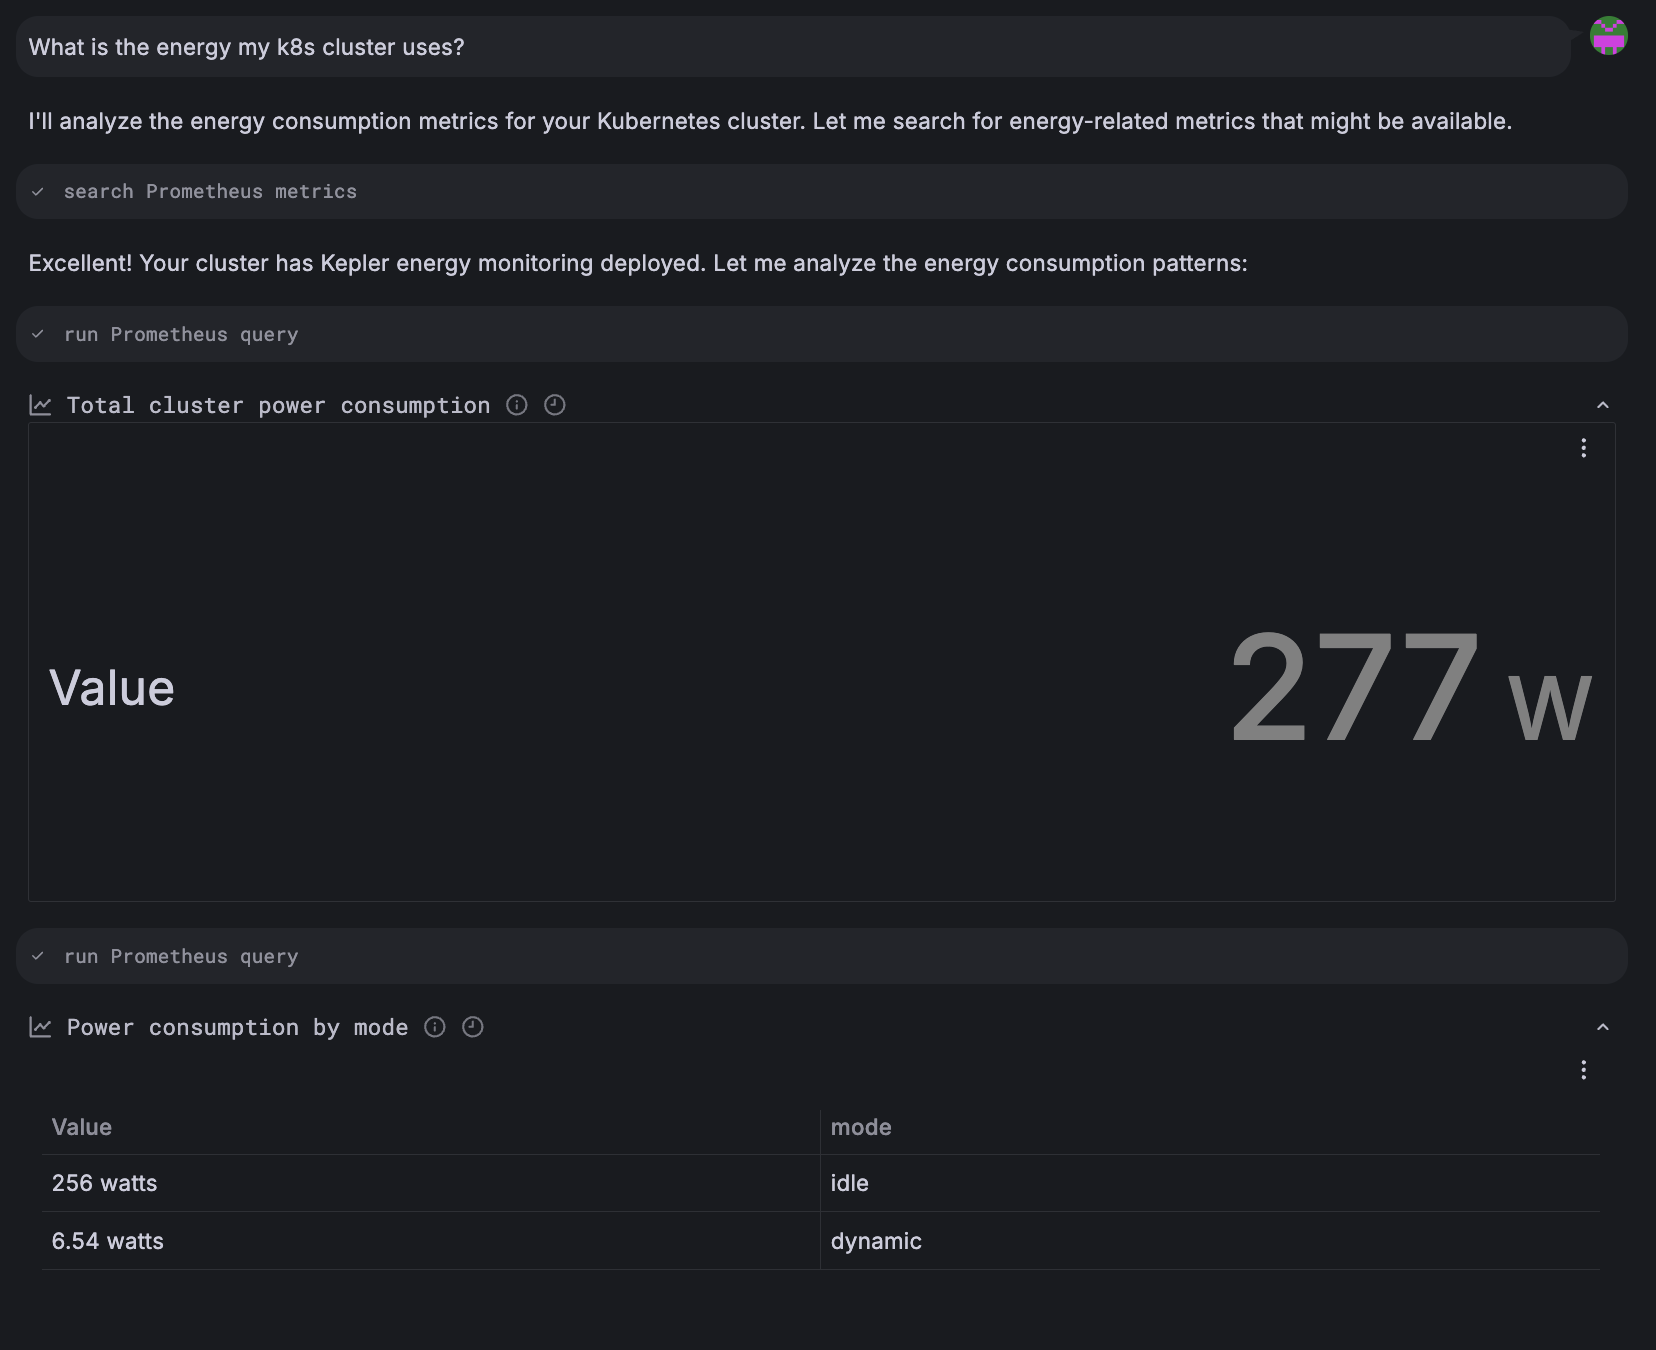 What is the energy my k8s cluster uses?
I'll analyze the energy consumption metrics for your Kubernetes cluster. Let me search for energy-related metrics that might be available.
search Prometheus metrics
Excellent! Your cluster has Kepler energy monitoring deployed. Let me analyze the energy consumption patterns:
run Prometheus query
Total cluster power consumption
Value 277 W
run Prometheus query
Power consumption by mode
Value mode
256 watts idle
6.54 watts dynamic